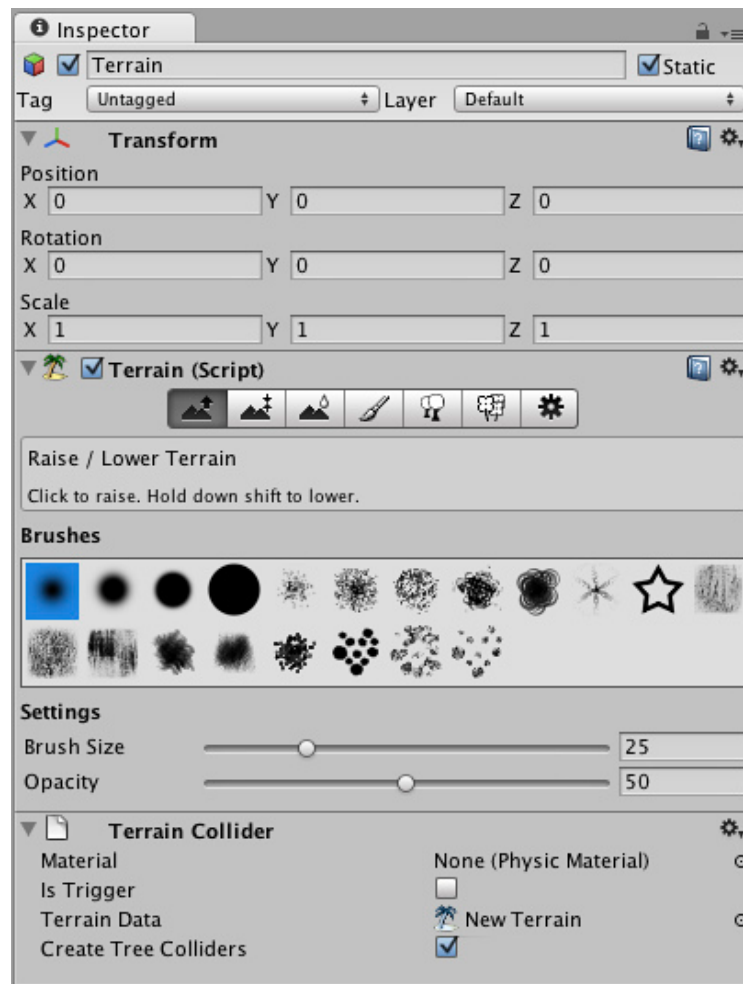 Inspector
Terrain Static
Tag Untagged Layer Default
Transform
Position
X 0 Y 0 Z 0
Rotation
X 0 Y 0 Z 0
Scale
X 1 Y 1 Z 1
Terrain (Script)
Raise / Lower Terrain
Click to raise. Hold down shift to lower.
Brushes
Settings
Brush Size 25
Opacity 50
Terrain Collider
Material None (Physic Material)
Is Trigger
Terrain Data New Terrain
Create Tree Colliders